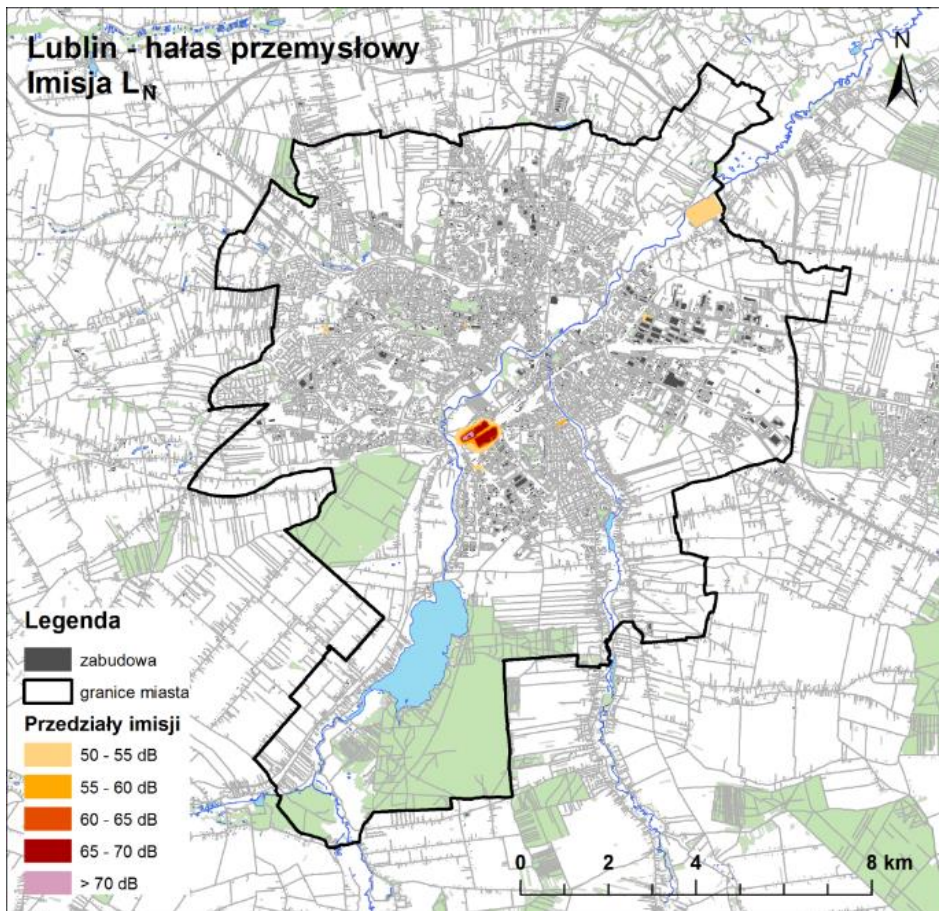 Lublin - hałas przemysłowy
Imisja LN
N
Legenda
zabudowa
granice miasta
Przedziały imisji
50 - 55 dB
55 - 60 dB
60 - 65 dB
65 - 70 dB
> 70 dB
0 2 4 8 km